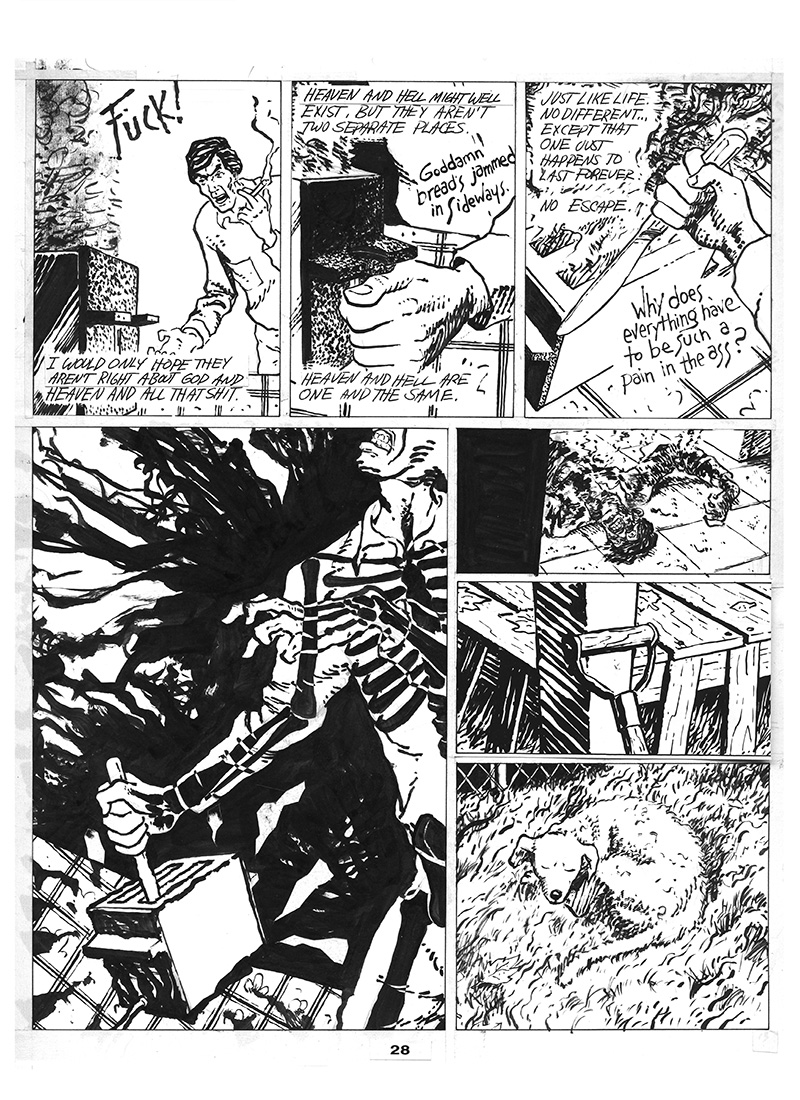 FÜCK!
I WOULD ONLY HOPE THEY
ARENT RIGHT ABOUT GOD AND
HEAVEN AND ALL THAT SHIT.
HEAVEN AND HELL MIGHT WELL
EXIST, BUT THEY AREN'T
TWO SEPARATE PLACES.
Goddamn
bread's jammed
in sideways.
HEAVEN AND HELL ARE
ONE AND THE SAME.
JUST LIKE LIFE.
NO DIFFERENT...
EXCEPT THAT
ONE JUST
HAPPENS TO
LAST FOREVER.
NO ESCAPE.
Why does
everything have
to be such a
pain in the ass?
28